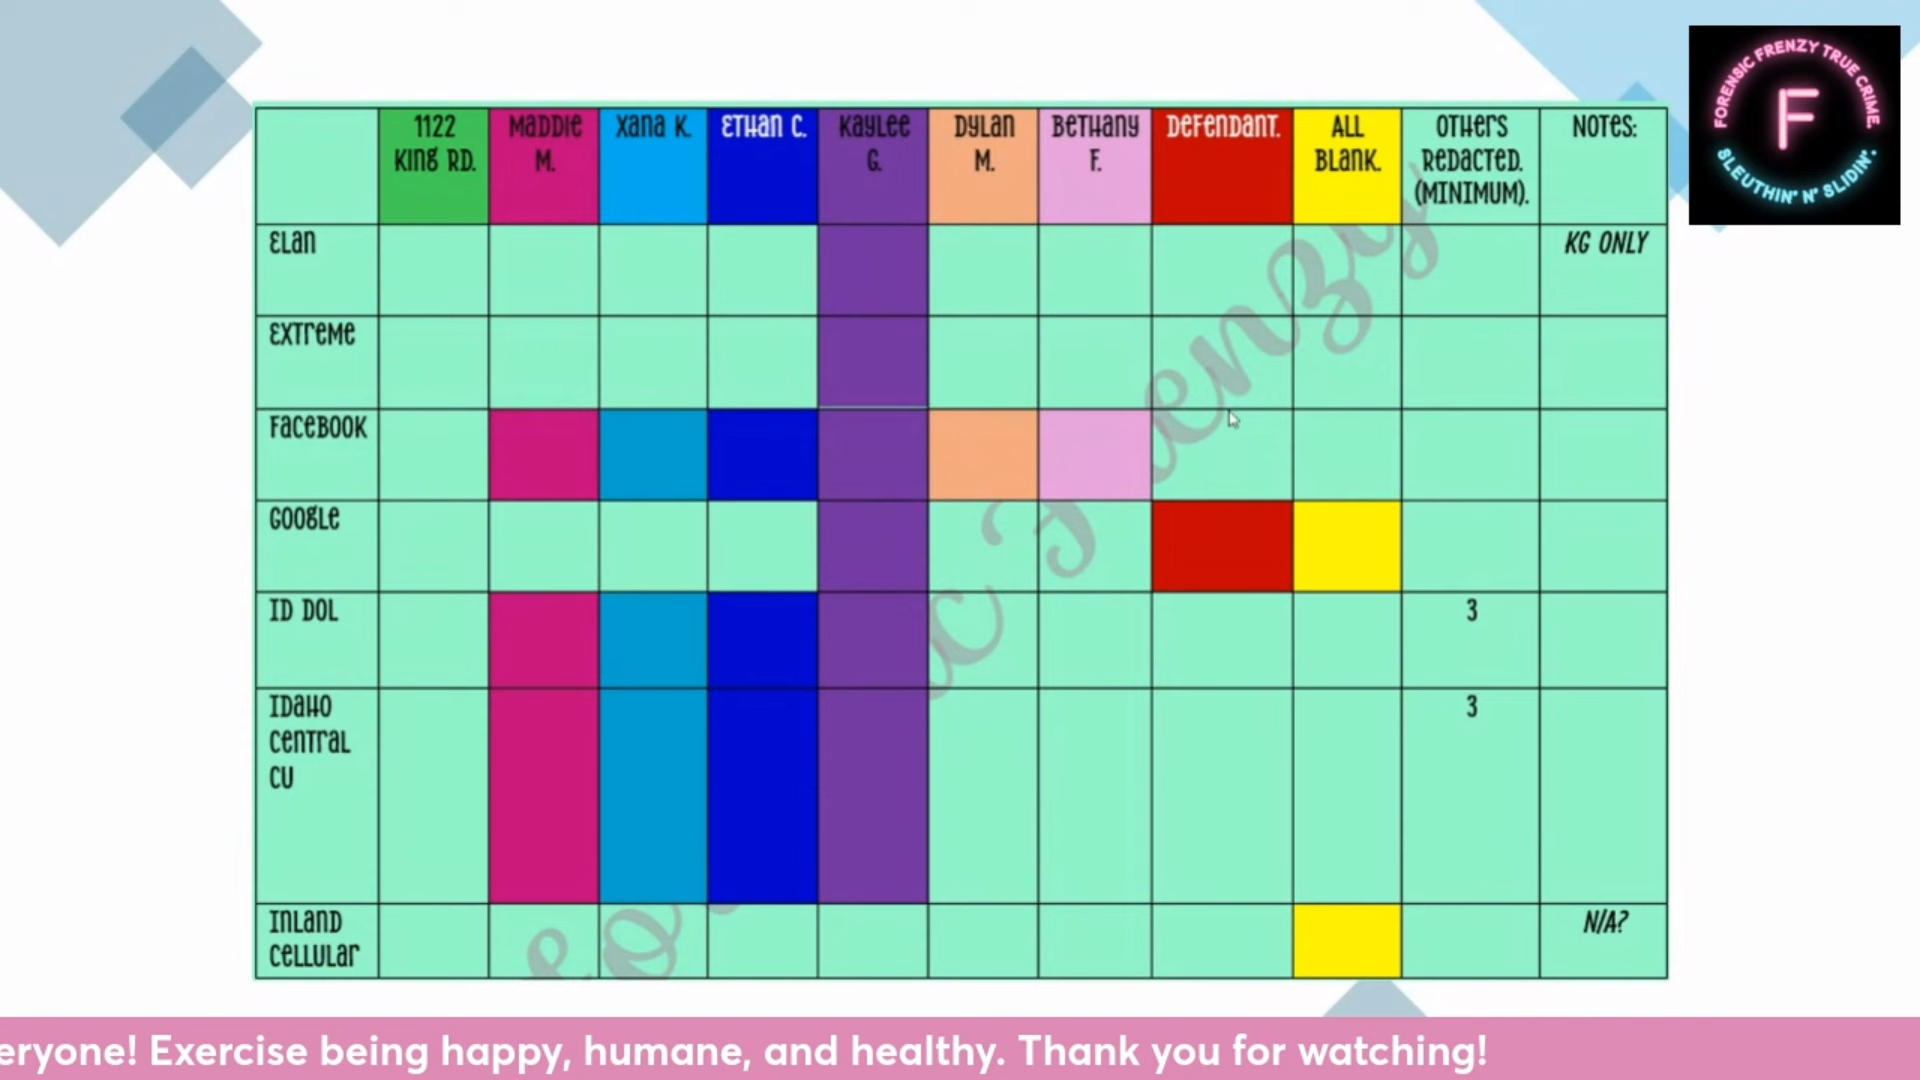 FORENSIC FRENZY TRUE CRIME.
F
SLEUTHIN' N' SLIDIN'.
1122 KING RD.
MADDIE M.
XANA K.
ETHAN C.
KAYLEE G.
DYLAN M.
BETHANY F.
DEFENDANT.
ALL BLANK.
OTHERS REDACTED. (MINIMUM).
NOTES:
ELAN
KG ONLY
EXTREME
FACEBOOK
GOOGLE
ID DOL
3
IDAHO CENTRAL CU
3
INLAND CELLULAR
N/A?
eryone! Exercise being happy, humane, and healthy. Thank you for watching!